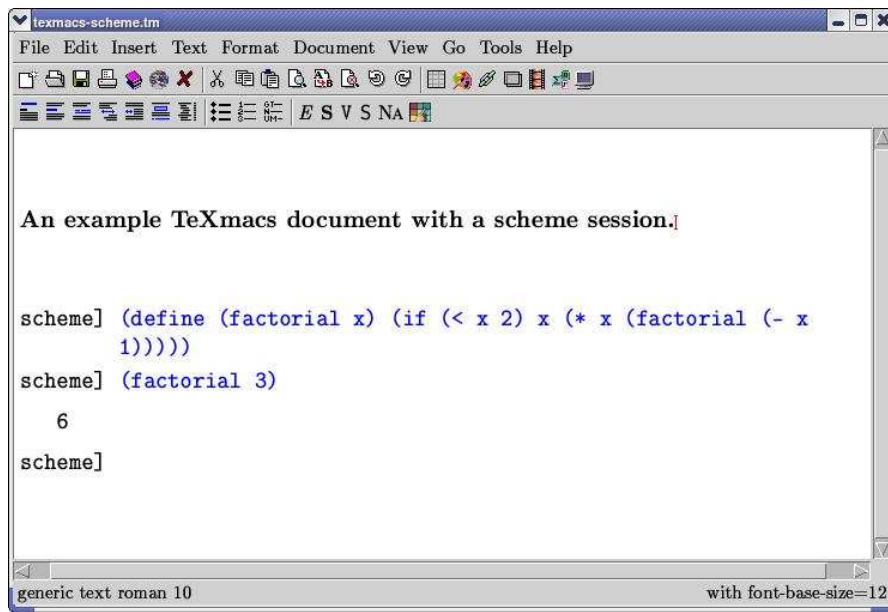 texmacs-scheme.tm
File Edit Insert Text Format Document View Go Tools Help
E S V S NA
An example TeXmacs document with a scheme session.
scheme] (define (factorial x) (if (< x 2) x (* x (factorial (- x
1)))))
scheme] (factorial 3)
6
scheme]
generic text roman 10 with font-base-size=12